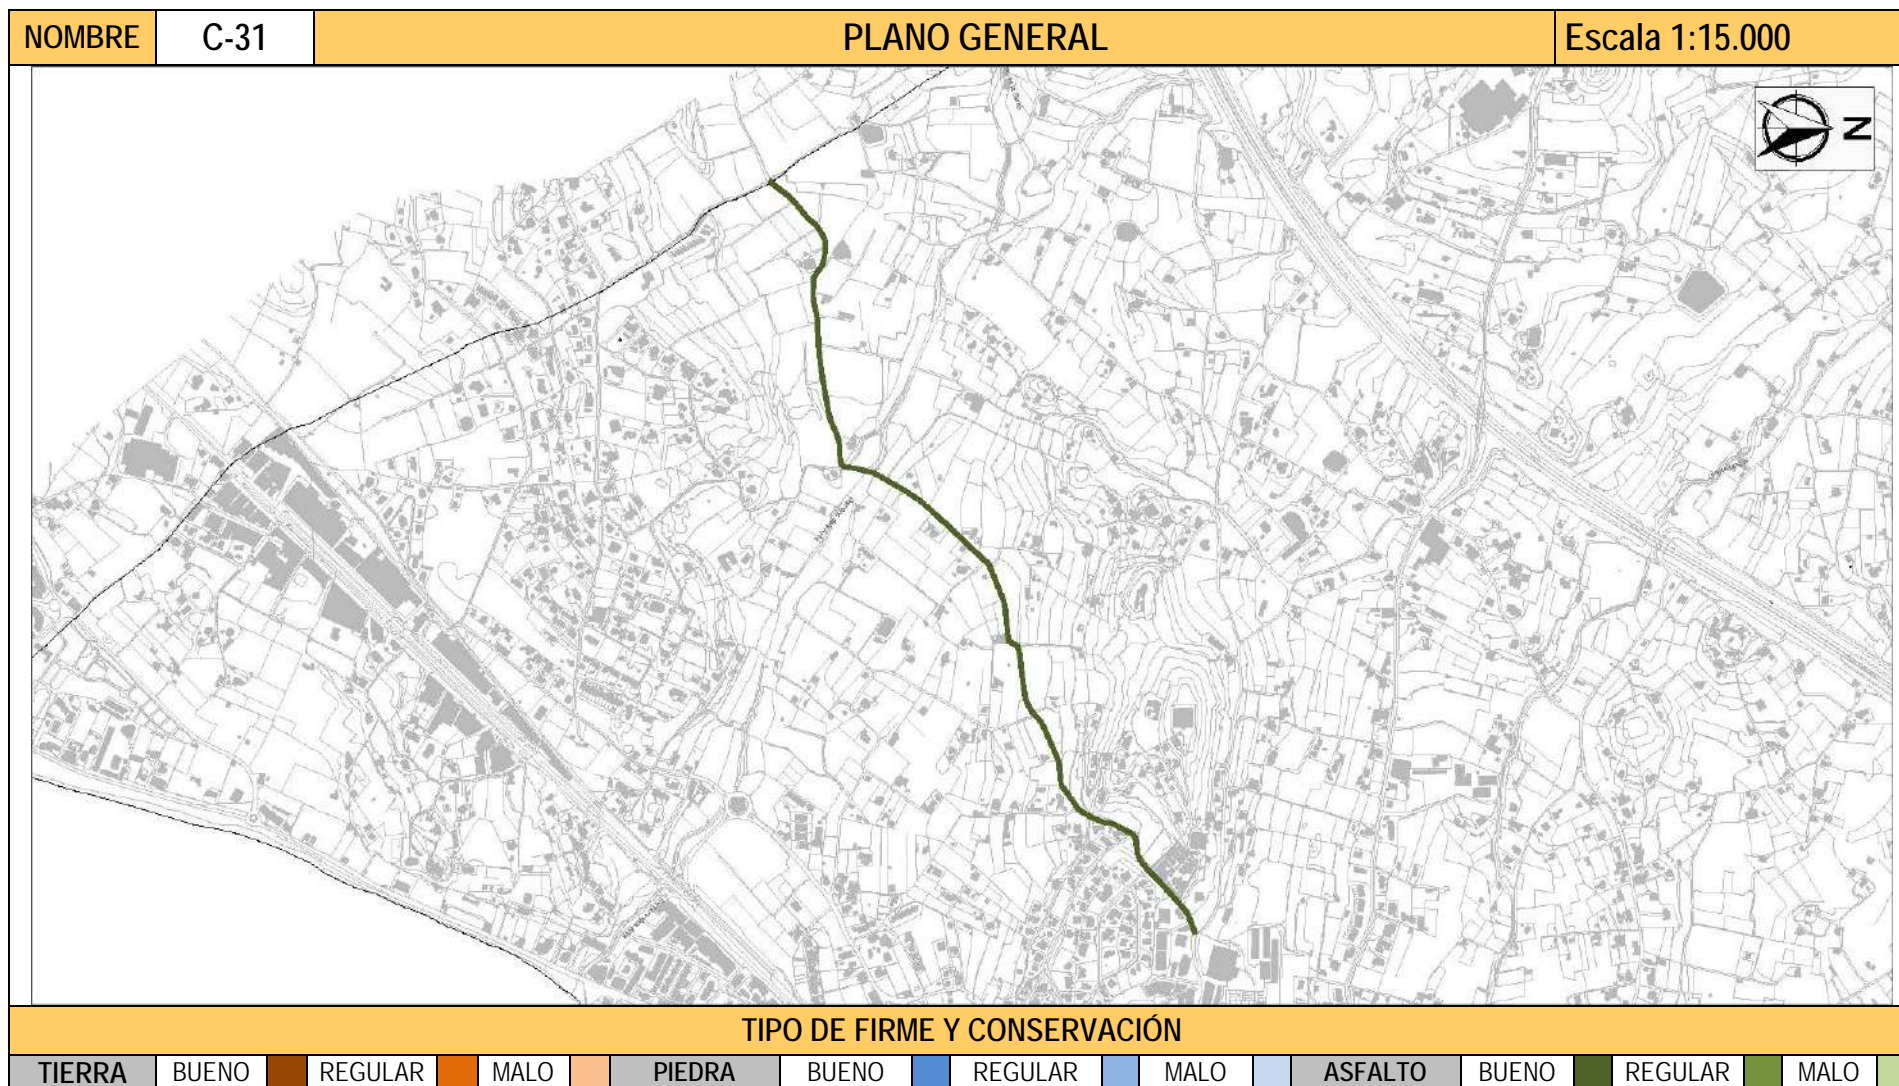 NOMBRE C-31 PLANO GENERAL Escala 1:15.000
N
TIPO DE FIRME Y CONSERVACIÓN
TIERRA BUENO REGULAR MALO PIEDRA BUENO REGULAR MALO ASFALTO BUENO REGULAR MALO